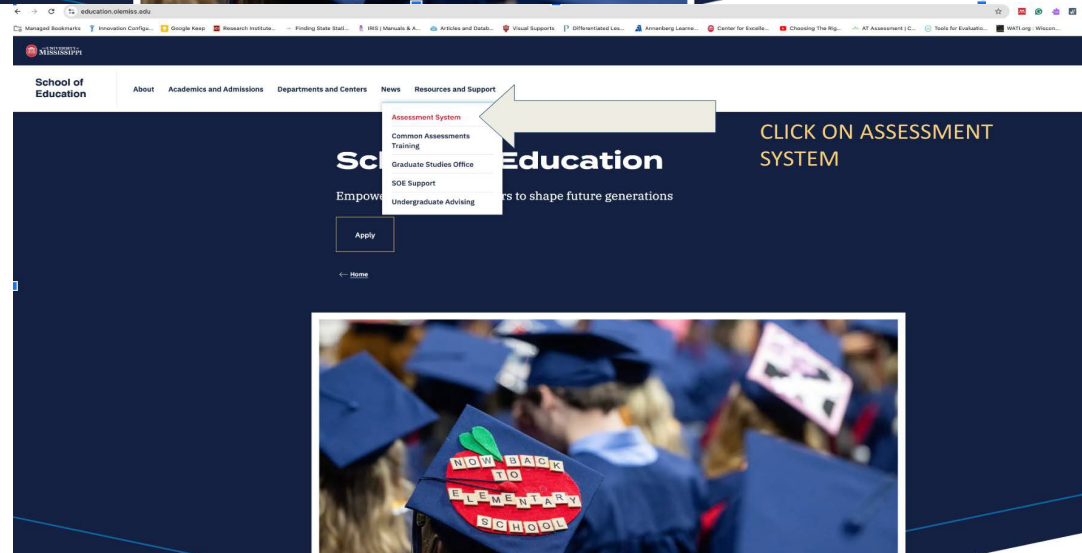 education.olemiss.edu
Managed Bookmarks Innovation Configu... Google Keep Research Institute... Finding State Stati... IRIS | Manuals & A... Articles and Datab... Visual Supports Differentiated Les... Annenberg Learne... Center for Excelle... Choosing The Rig... AT Assessment | C... Tools for Evaluatio... WATI.org : Wiscon...
MISSISSIPPI
School of
Education
About Academics and Admissions Departments and Centers News Resources and Support
Assessment System
Common Assessments
Training
Graduate Studies Office
SOE Support
Undergraduate Advising
CLICK ON ASSESSMENT
SYSTEM
Sc Education
Empowe rs to shape future generations
Apply
← Home
NOW BACK
TO
ELEMENTARY
SCHOOL